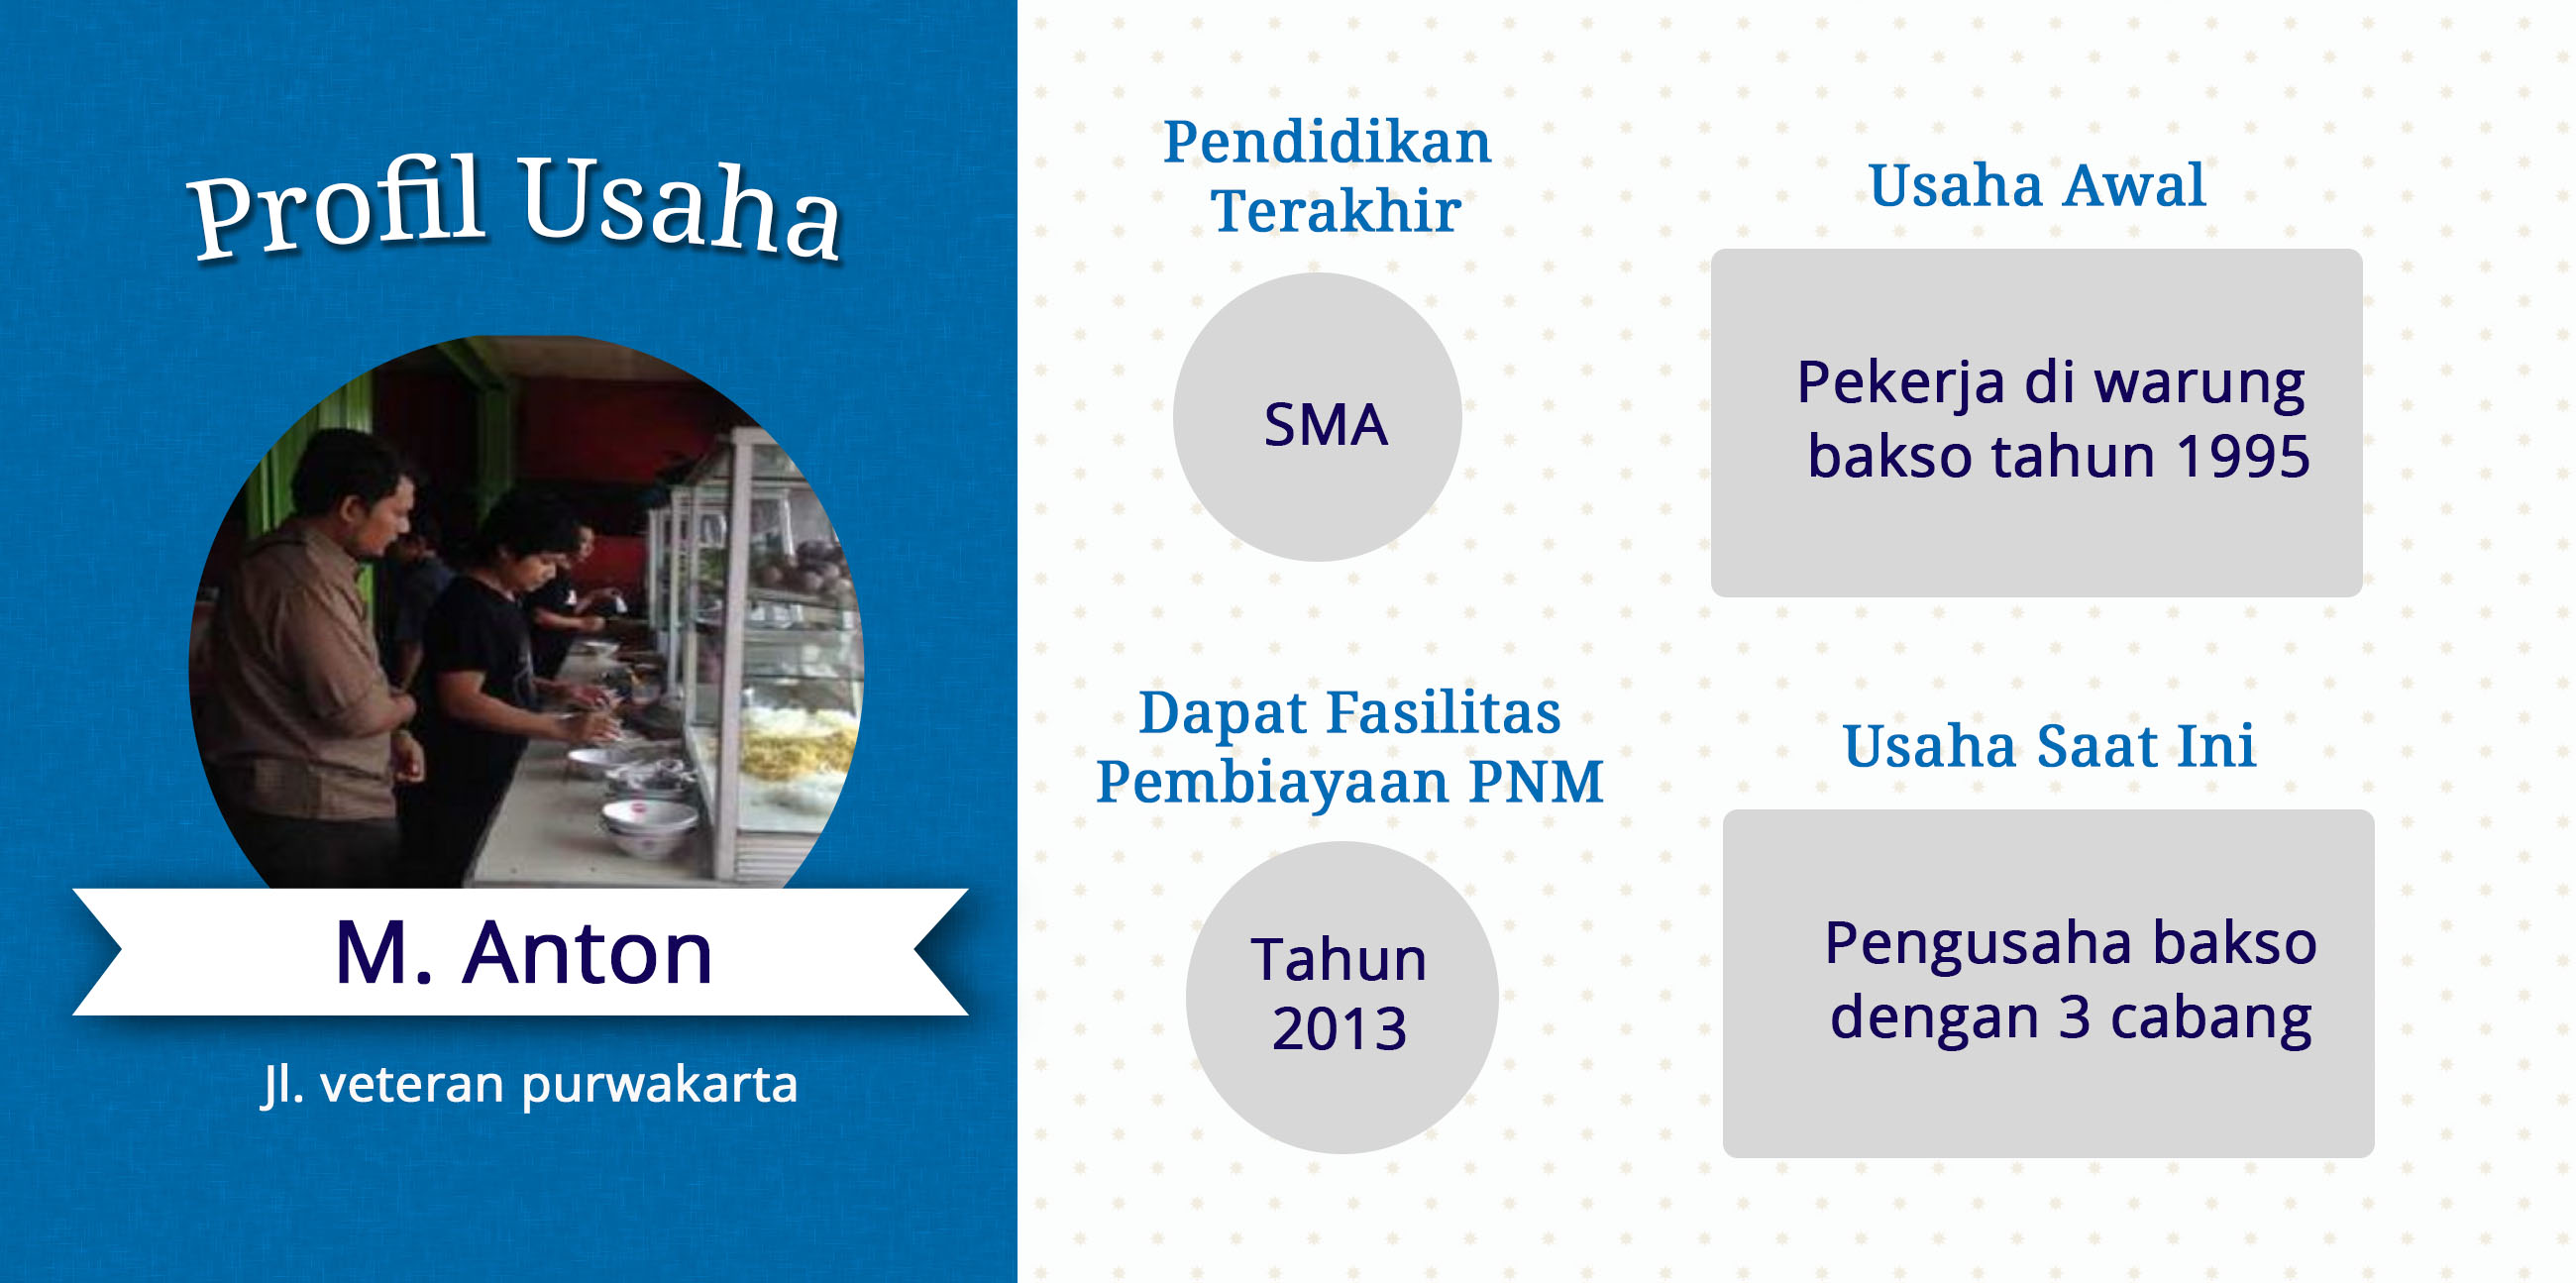 Profil Usaha
M. Anton
Jl. veteran purwakarta
Pendidikan
Terakhir
SMA
Dapat Fasilitas
Pembiayaan PNM
Tahun
2013
Usaha Awal
Pekerja di warung
bakso tahun 1995
Usaha Saat Ini
Pengusaha bakso
dengan 3 cabang